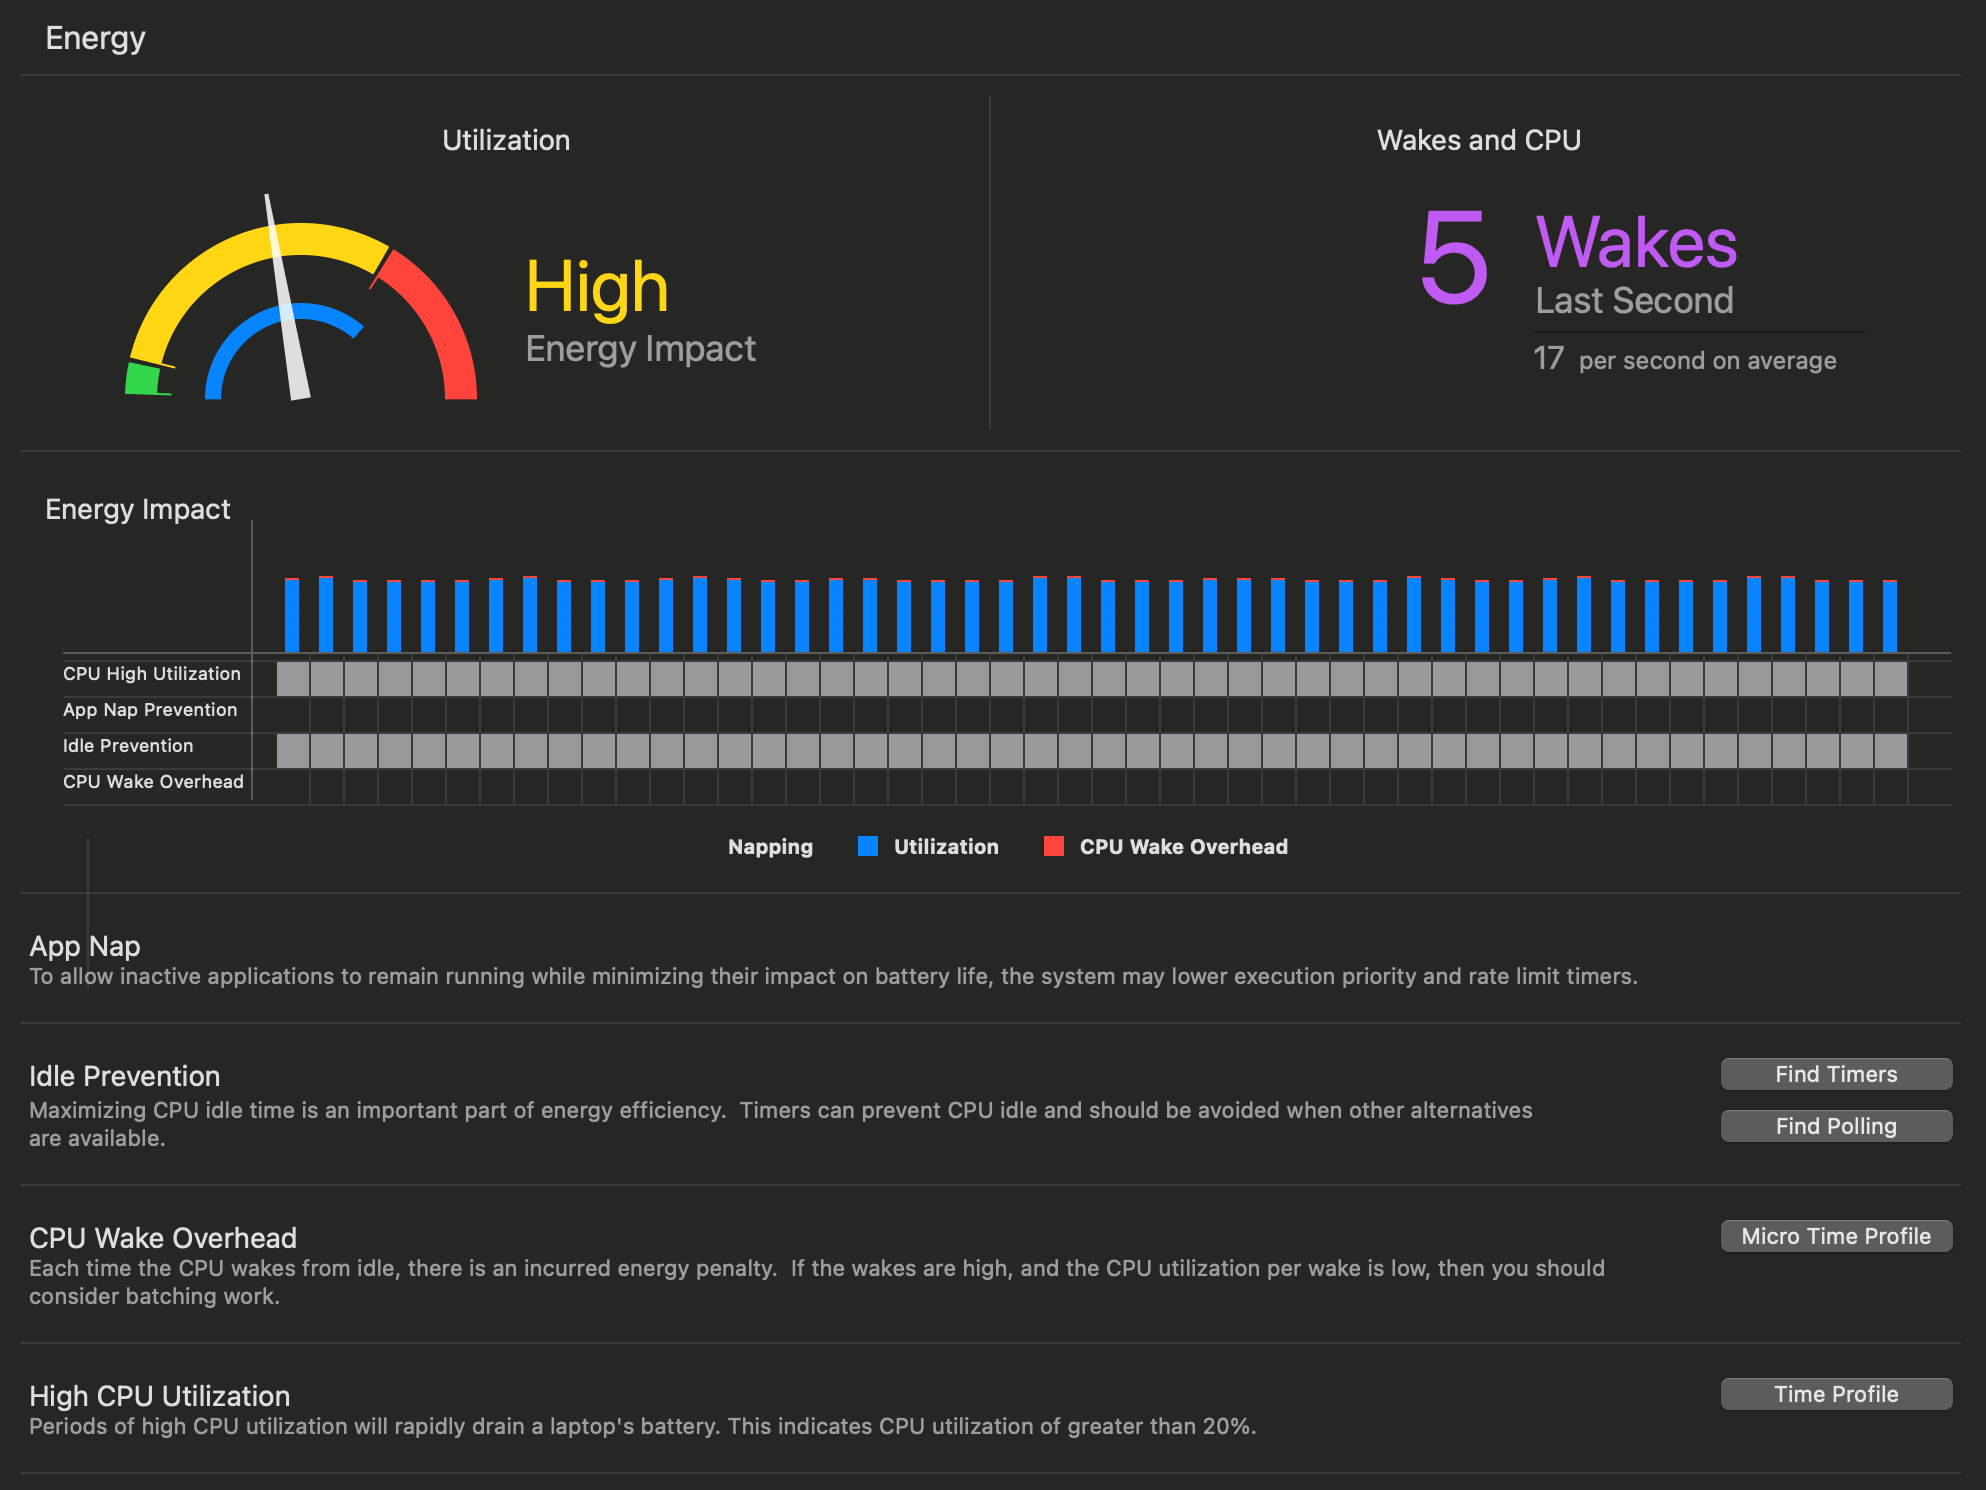 Energy
Utilization
High
Energy Impact
Wakes and CPU
5 Wakes
Last Second
17 per second on average
Energy Impact
CPU High Utilization
App Nap Prevention
Idle Prevention
CPU Wake Overhead
Napping Utilization CPU Wake Overhead
App Nap
To allow inactive applications to remain running while minimizing their impact on battery life, the system may lower execution priority and rate limit timers.
Idle Prevention
Maximizing CPU idle time is an important part of energy efficiency.  Timers can prevent CPU idle and should be avoided when other alternatives
are available.
Find Timers
Find Polling
CPU Wake Overhead
Each time the CPU wakes from idle, there is an incurred energy penalty.  If the wakes are high, and the CPU utilization per wake is low, then you should
consider batching work.
Micro Time Profile
High CPU Utilization
Periods of high CPU utilization will rapidly drain a laptop's battery. This indicates CPU utilization of greater than 20%.
Time Profile